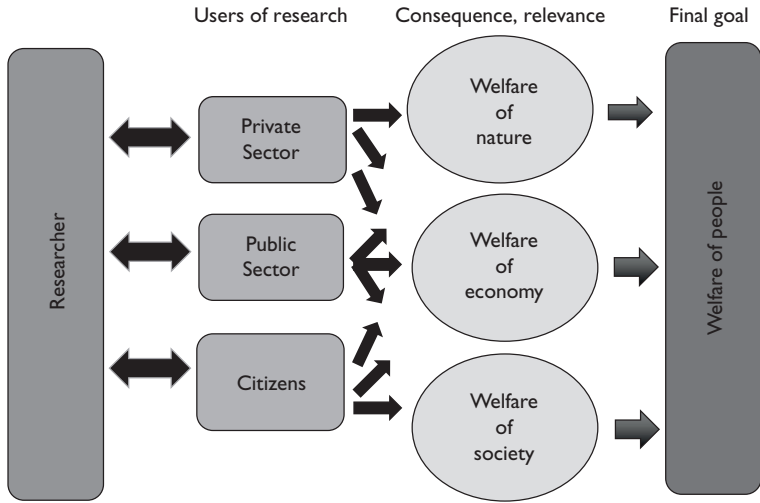 Users of research
Consequence, relevance
Final goal
Researcher
Private
Sector
Public
Sector
Citizens
Welfare
of
nature
Welfare
of
economy
Welfare
of
society
Welfare of people